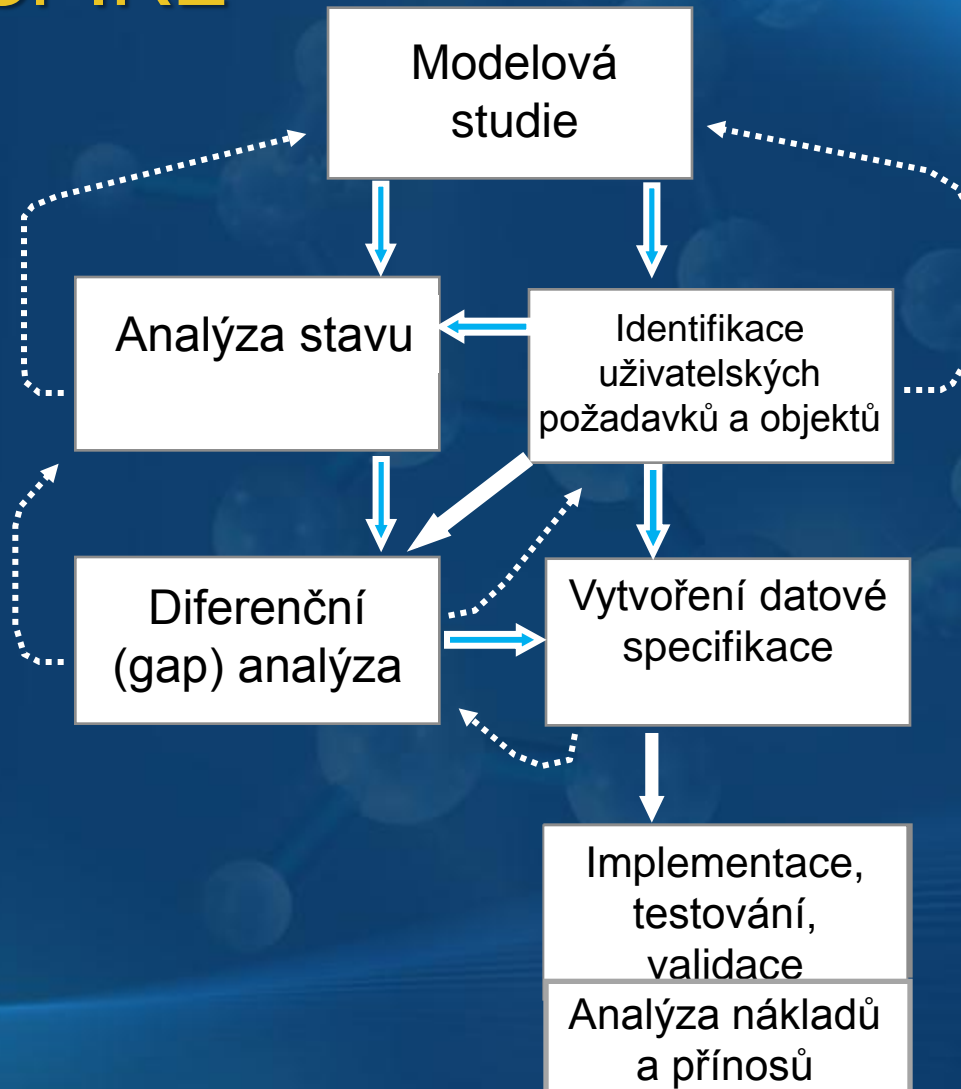 Modelová
studie
Analýza stavu
Identifikace
uživatelských
požadavků a objektů
Diferenční
(gap) analýza
Vytvoření datové
specifikace
Implementace,
testování,
validace
Analýza nákladů
a přínosů